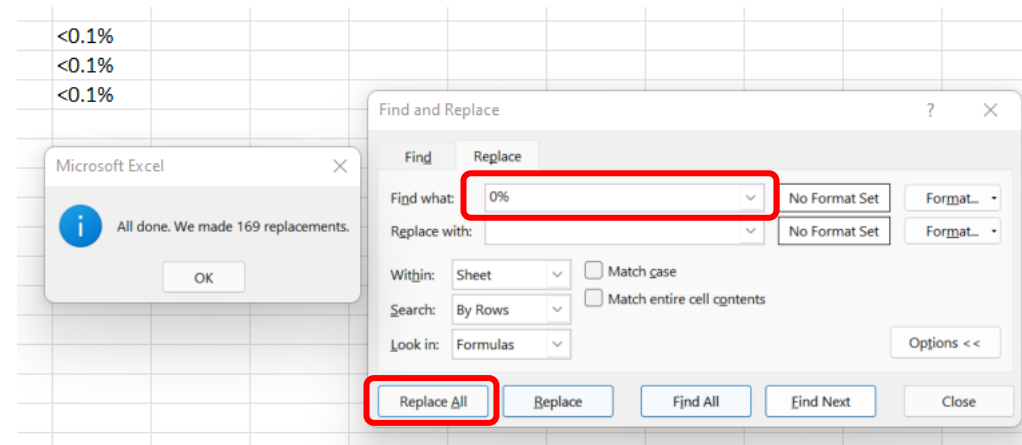 <0.1%
<0.1%
<0.1%
Microsoft Excel
All done. We made 169 replacements.
OK
Find and Replace
?
Find Replace
Find what: 0% No Format Set Format...
Replace with: No Format Set Format...
Within: Sheet Match case
Match entire cell contents
Search: By Rows
Look in: Formulas Options <<
Replace All Replace Find All Find Next Close